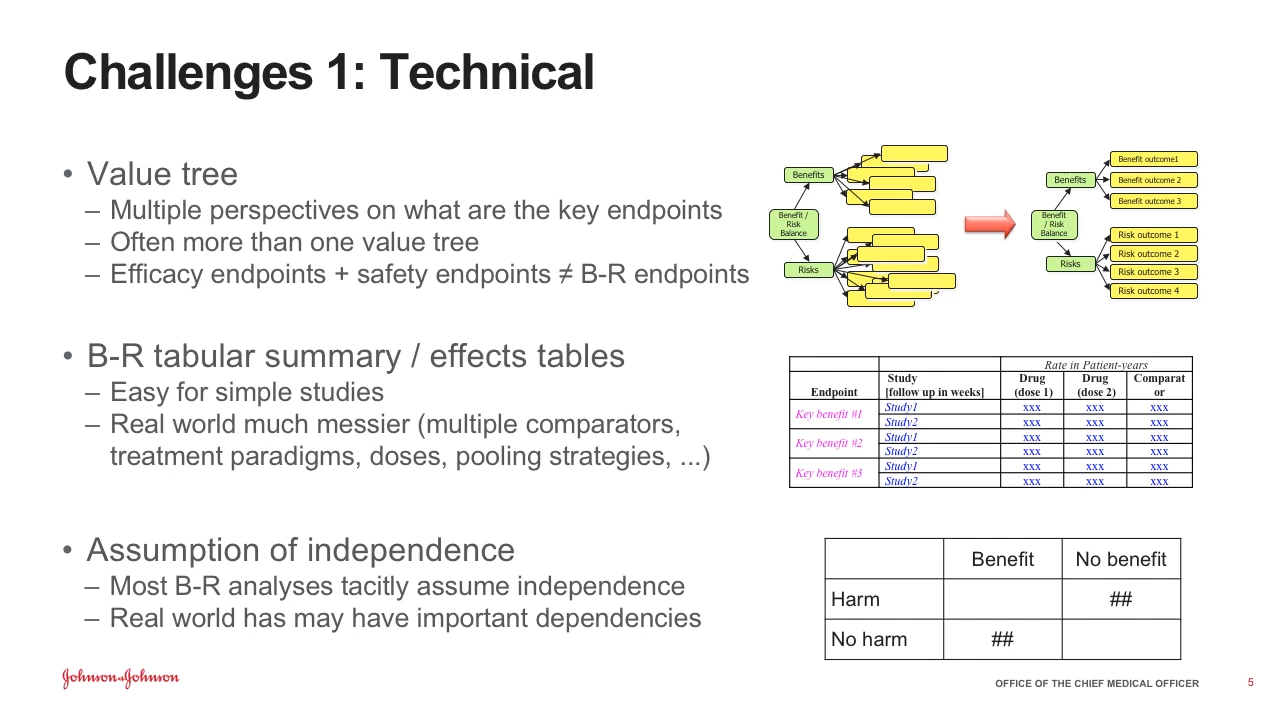 Challenges 1: Technical
• Value tree
– Multiple perspectives on what are the key endpoints
– Often more than one value tree
– Efficacy endpoints + safety endpoints ≠ B-R endpoints
Benefits
Benefit /
Risk
Balance
Risks
Benefits
Benefit
/ Risk
Balance
Risks
Benefit outcome1
Benefit outcome 2
Benefit outcome 3
Risk outcome 1
Risk outcome 2
Risk outcome 3
Risk outcome 4
• B-R tabular summary / effects tables
– Easy for simple studies
– Real world much messier (multiple comparators,
treatment paradigms, doses, pooling strategies, ...)
Rate in Patient-years
Study Drug Drug Comparat
Endpoint [follow up in weeks] (dose 1) (dose 2) or
Key benefit #1 Study1 xxx xxx xxx
Study2 xxx xxx xxx
Key benefit #2 Study1 xxx xxx xxx
Study2 xxx xxx xxx
Key benefit #3 Study1 xxx xxx xxx
Study2 xxx xxx xxx
• Assumption of independence
– Most B-R analyses tacitly assume independence
– Real world has may have important dependencies
Benefit No benefit
Harm ##
No harm ##
Johnson&Johnson
OFFICE OF THE CHIEF MEDICAL OFFICER 5